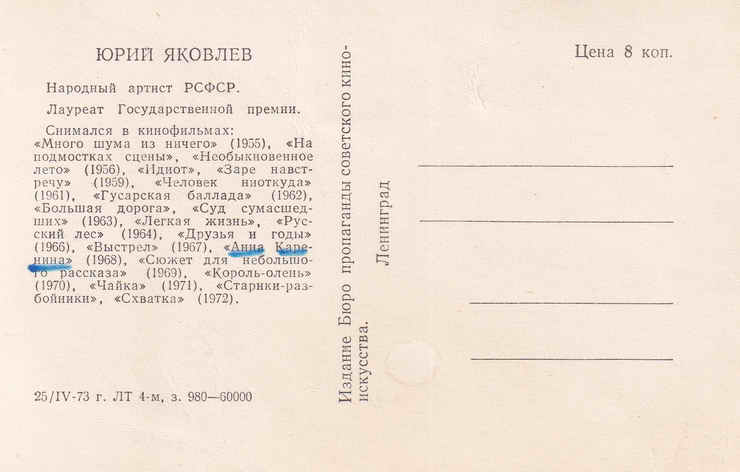 ЮРИЙ ЯКОВЛЕВ
Народный артист РСФСР.
Лауреат Государственной премии.
Снимался в кинофильмах:
«Много шума из ничего» (1955), «На
подмостках сцены», «Необыкновенное
лето» (1956), «Идиот», «Заре навст-
речу» (1959), «Человек ниоткуда»
(1961), «Гусарская баллада» (1962),
«Большая дорога», «Суд сумасшед-
ших» (1963), «Легкая жизнь», «Рус-
ский лес» (1964), «Друзья и годы»
(1966), «Выстрел» (1967), «Анна Каре-
нина» (1968), «Сюжет для небольшо-
го рассказа» (1969), «Король-олень»
(1970), «Чайка» (1971), «Старики-раз-
бойники», «Схватка» (1972).
25/IV-73 г. ЛТ 4-м, з. 980—60000
Издание Бюро пропаганды советского кино-
искусства.
Ленинград
Цена 8 коп.